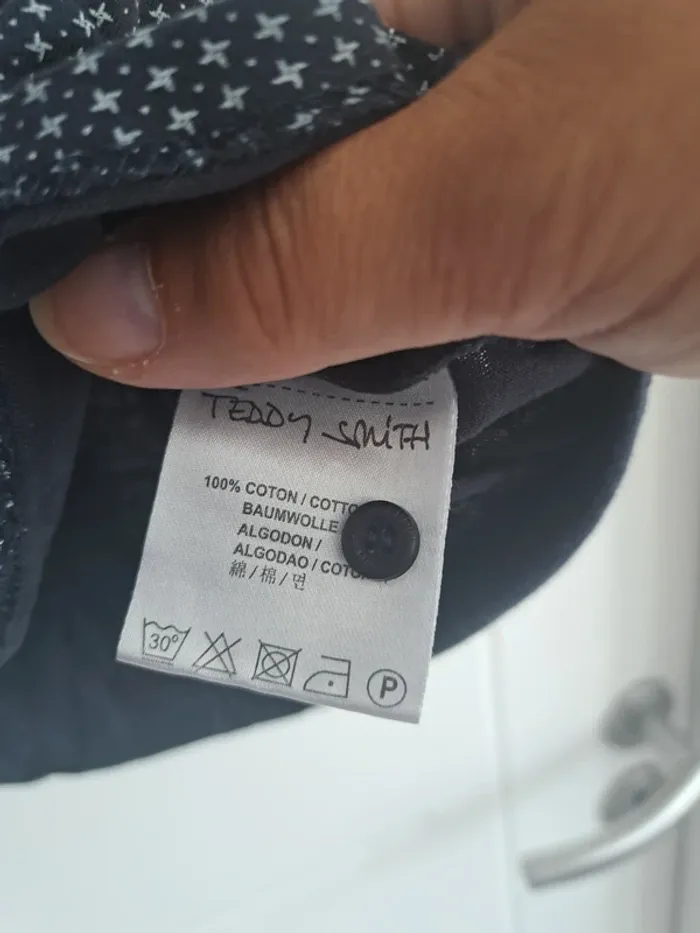 TEDDY SMITH
100% COTON / COTTO
BAUMWOLLE
ALGODON /
ALGODAO / COTO
綿 / 棉 / 면
30°
P